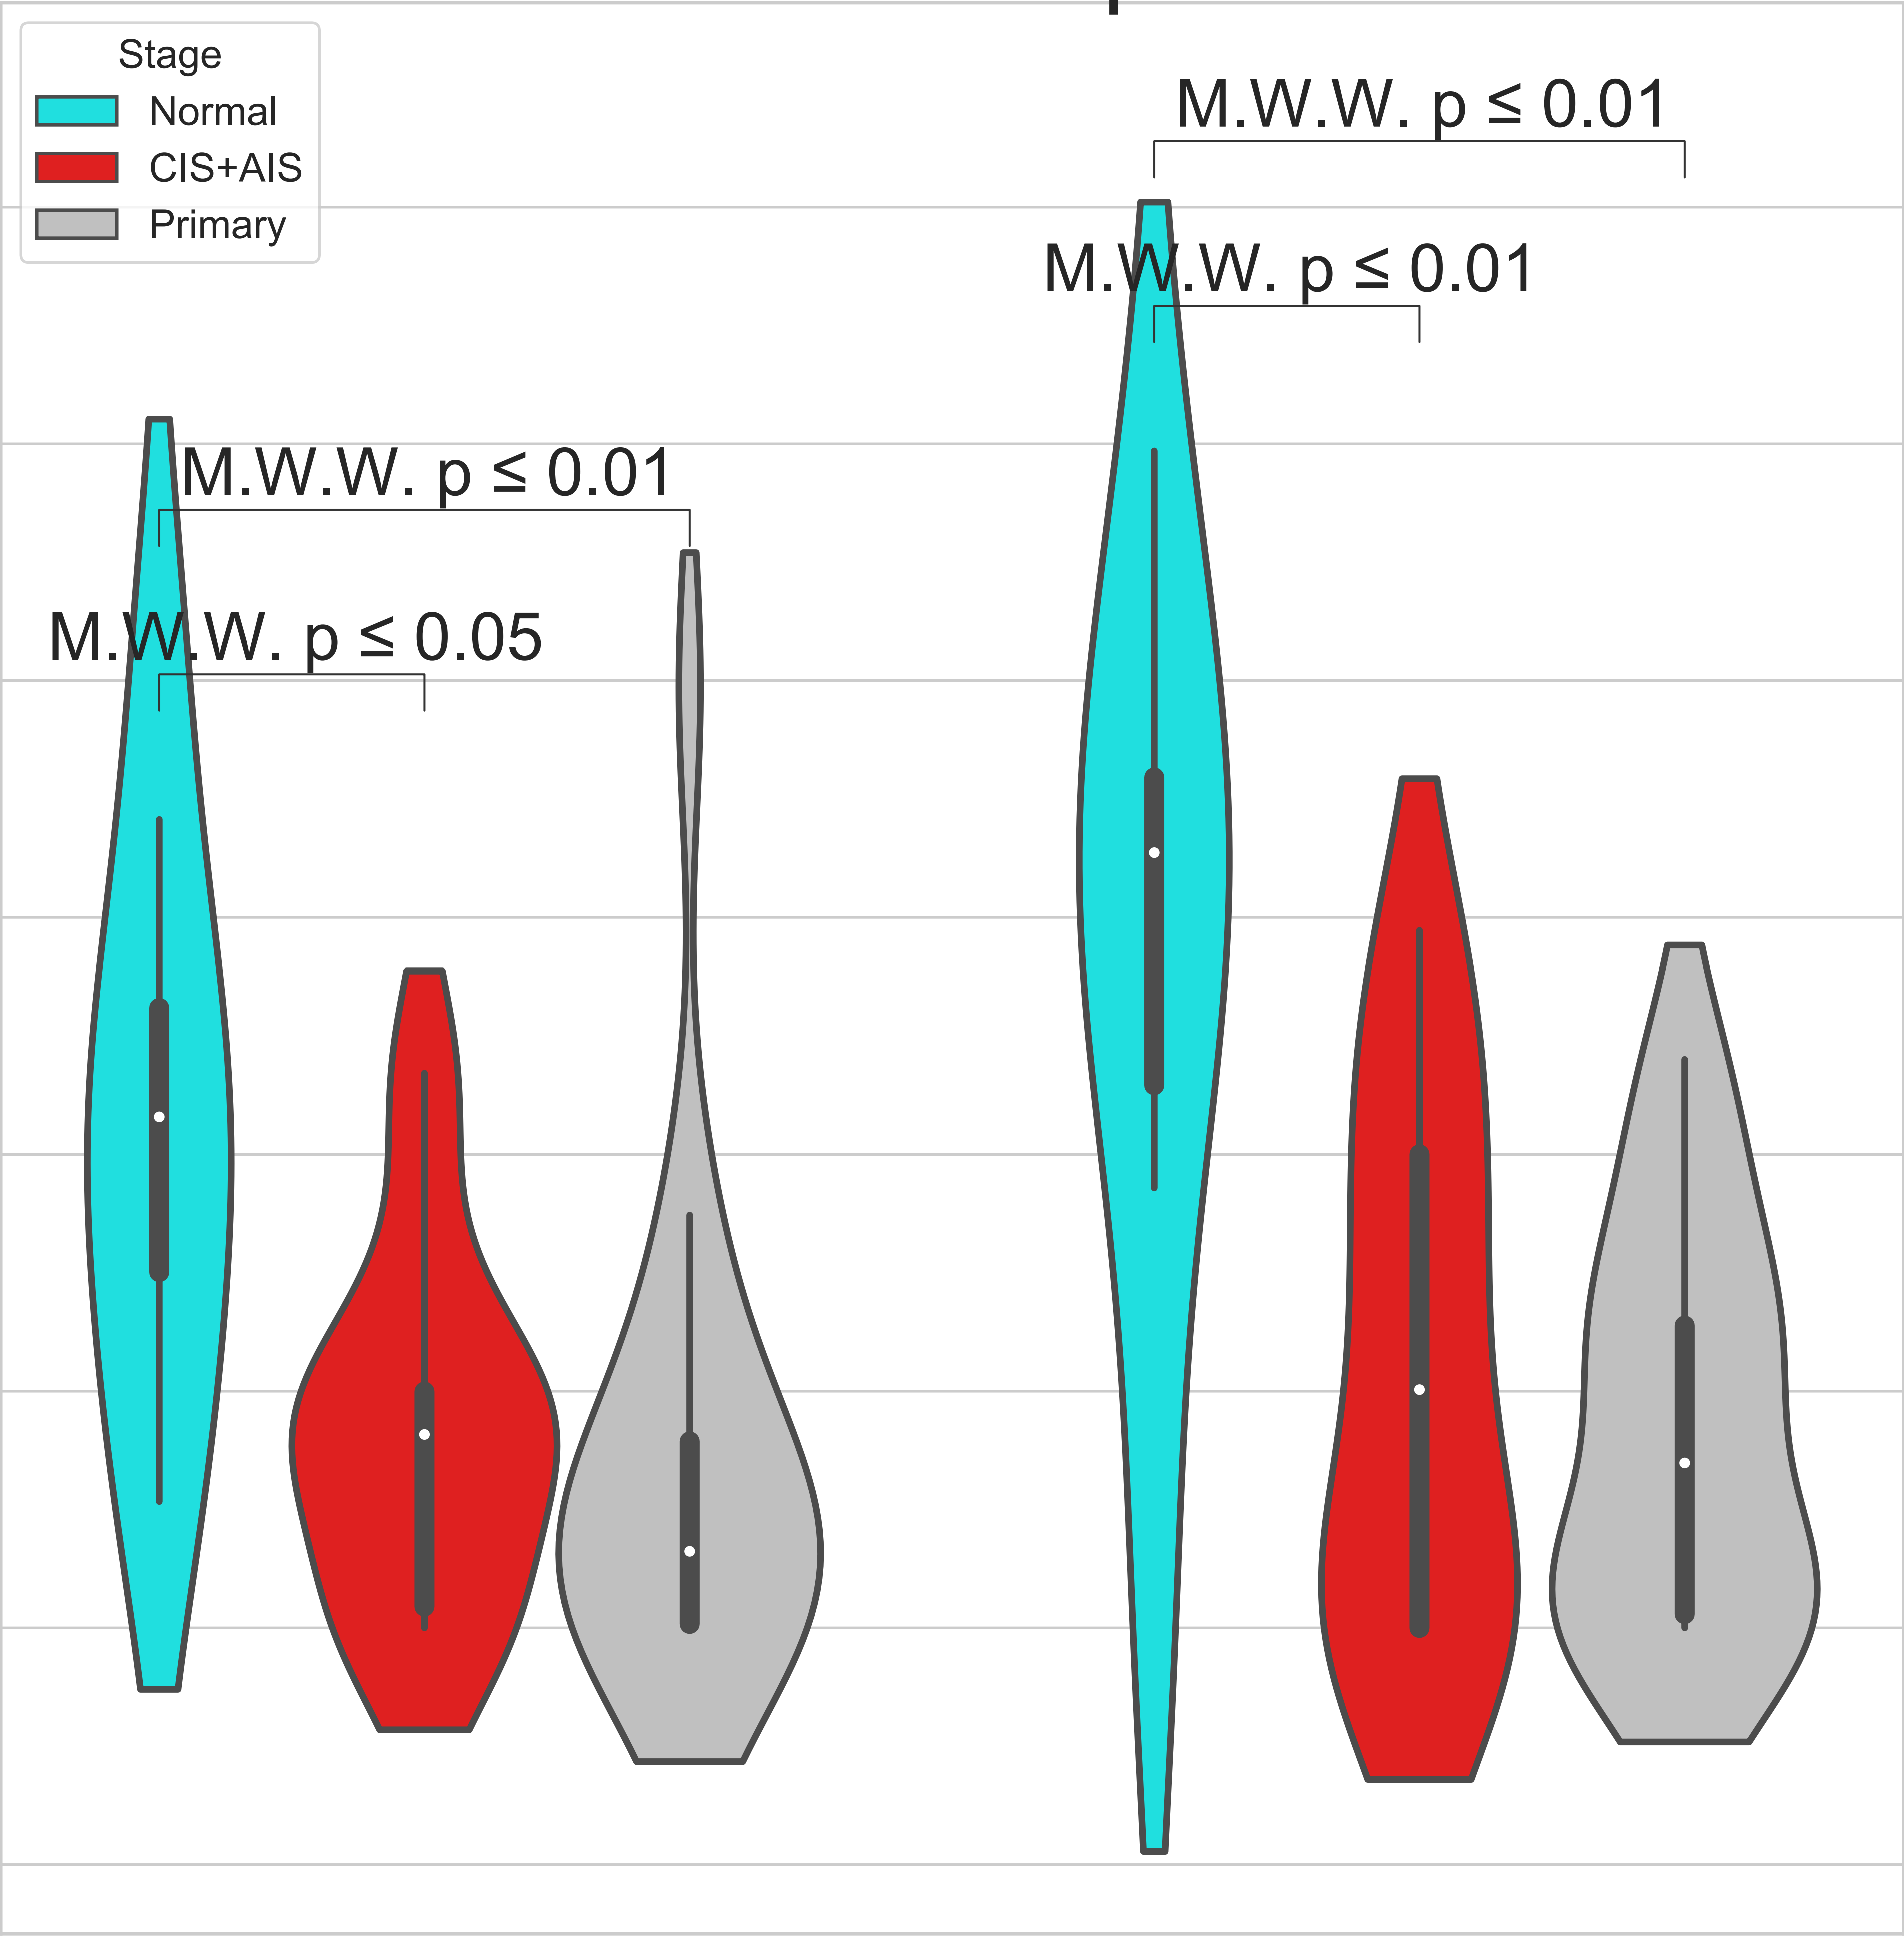 Stage
Normal
CIS+AIS
Primary
M.W.W. p ≤ 0.01
M.W.W. p ≤ 0.01
M.W.W. p ≤ 0.01
M.W.W. p ≤ 0.05